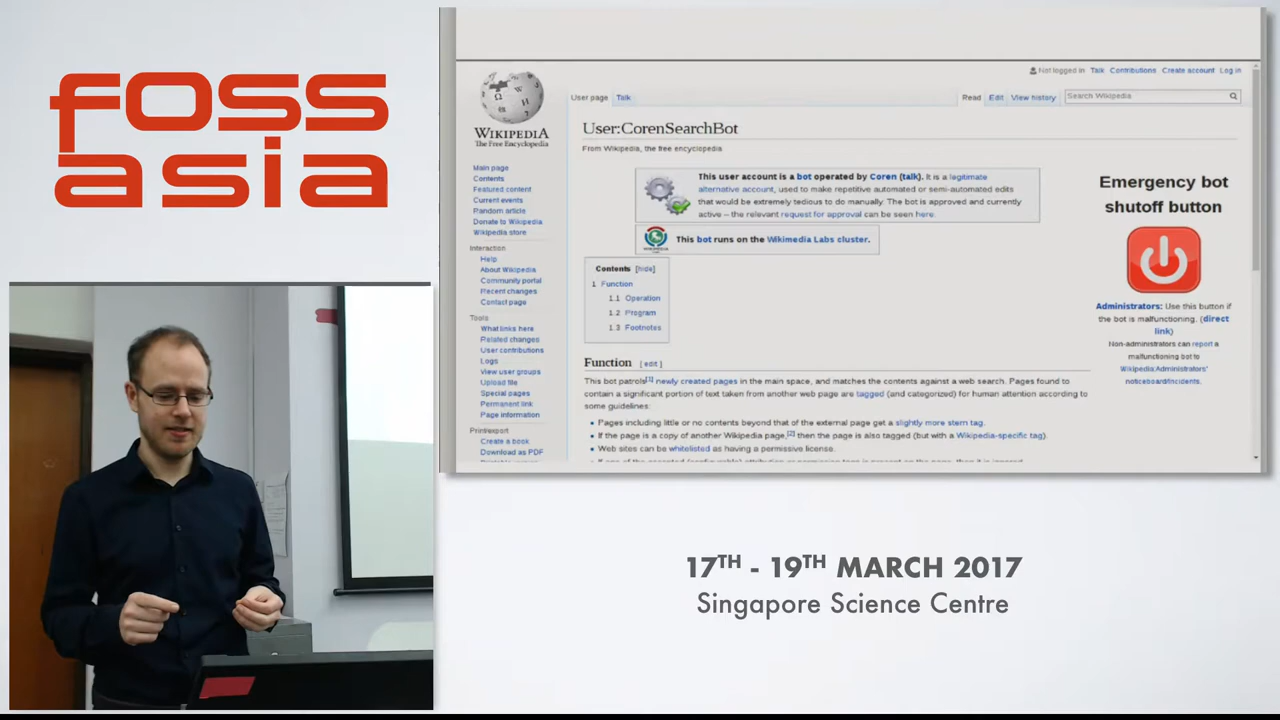 foss
asia
WIKIPEDIA
The Free Encyclopedia
Main page
Contents
Featured content
Current events
Random article
Donate to Wikipedia
Wikipedia store
Interaction
Help
About Wikipedia
Community portal
Recent changes
Contact page
Tools
What links here
Related changes
User contributions
Logs
View user groups
Upload file
Special pages
Permanent link
Page information
Print/export
Create a book
Download as PDF
Not logged in Talk Contributions Create account Log in
User page Talk
Read Edit View history Search Wikipedia
User:CorenSearchBot
From Wikipedia, the free encyclopedia
This user account is a bot operated by Coren (talk). It is a legitimate
alternative account, used to make repetitive automated or semi-automated edits
that would be extremely tedious to do manually. The bot is approved and currently
active – the relevant request for approval can be seen here.
This bot runs on the Wikimedia Labs cluster.
Contents [hide]
1 Function
1.1 Operation
1.2 Program
1.3 Footnotes
Emergency bot
shutoff button
Administrators: Use this button if
the bot is malfunctioning. (direct
link)
Non-administrators can report a
malfunctioning bot to
Wikipedia:Administrators'
noticeboard/Incidents.
Function [ edit ]
This bot patrols[1] newly created pages in the main space, and matches the contents against a web search. Pages found to
contain a significant portion of text taken from another web page are tagged (and categorized) for human attention according to
some guidelines:
Pages including little or no contents beyond that of the external page get a slightly more stern tag.
If the page is a copy of another Wikipedia page,[2] then the page is also tagged (but with a Wikipedia-specific tag).
Web sites can be whitelisted as having a permissive license.
17TH - 19TH MARCH 2017
Singapore Science Centre